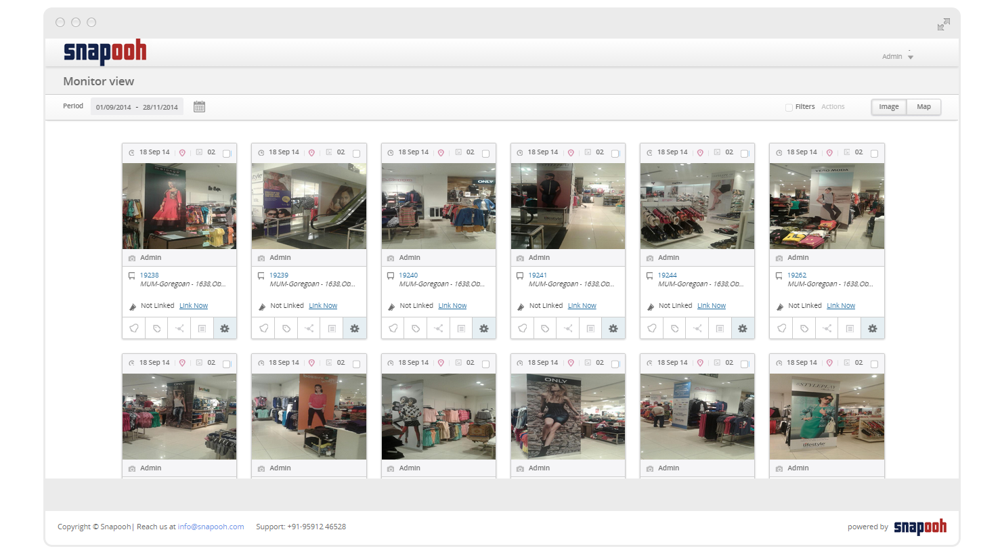 snapooh
Admin
Monitor view
Period 01/09/2014 - 28/11/2014 Filters Actions Image Map
18 Sep 14 02 18 Sep 14 02 18 Sep 14 02 18 Sep 14 02 18 Sep 14 02 18 Sep 14 02
ONLY STYLEPLAY VERO MODA
lifestyle
Admin Admin Admin Admin Admin Admin
19238 19239 19240 19241 19244 19262
MUM-Goregoan - 1638,Ob... MUM-Goregoan - 1638,Ob... MUM-Goregoan - 1638,Ob... MUM-Goregoan - 1638,Ob... MUM-Goregoan - 1638,Ob... MUM-Goregoan - 1638,Ob...
Not Linked Link Now Not Linked Link Now Not Linked Link Now Not Linked Link Now Not Linked Link Now Not Linked Link Now
18 Sep 14 02 18 Sep 14 02 18 Sep 14 02 18 Sep 14 02 18 Sep 14 02 18 Sep 14 02
ONLY ONLY #STYLEPLAY
lifestyle
Admin Admin Admin Admin Admin Admin
Copyright © Snapooh| Reach us at info@snapooh.com Support: +91-95912 46528 powered by snapooh